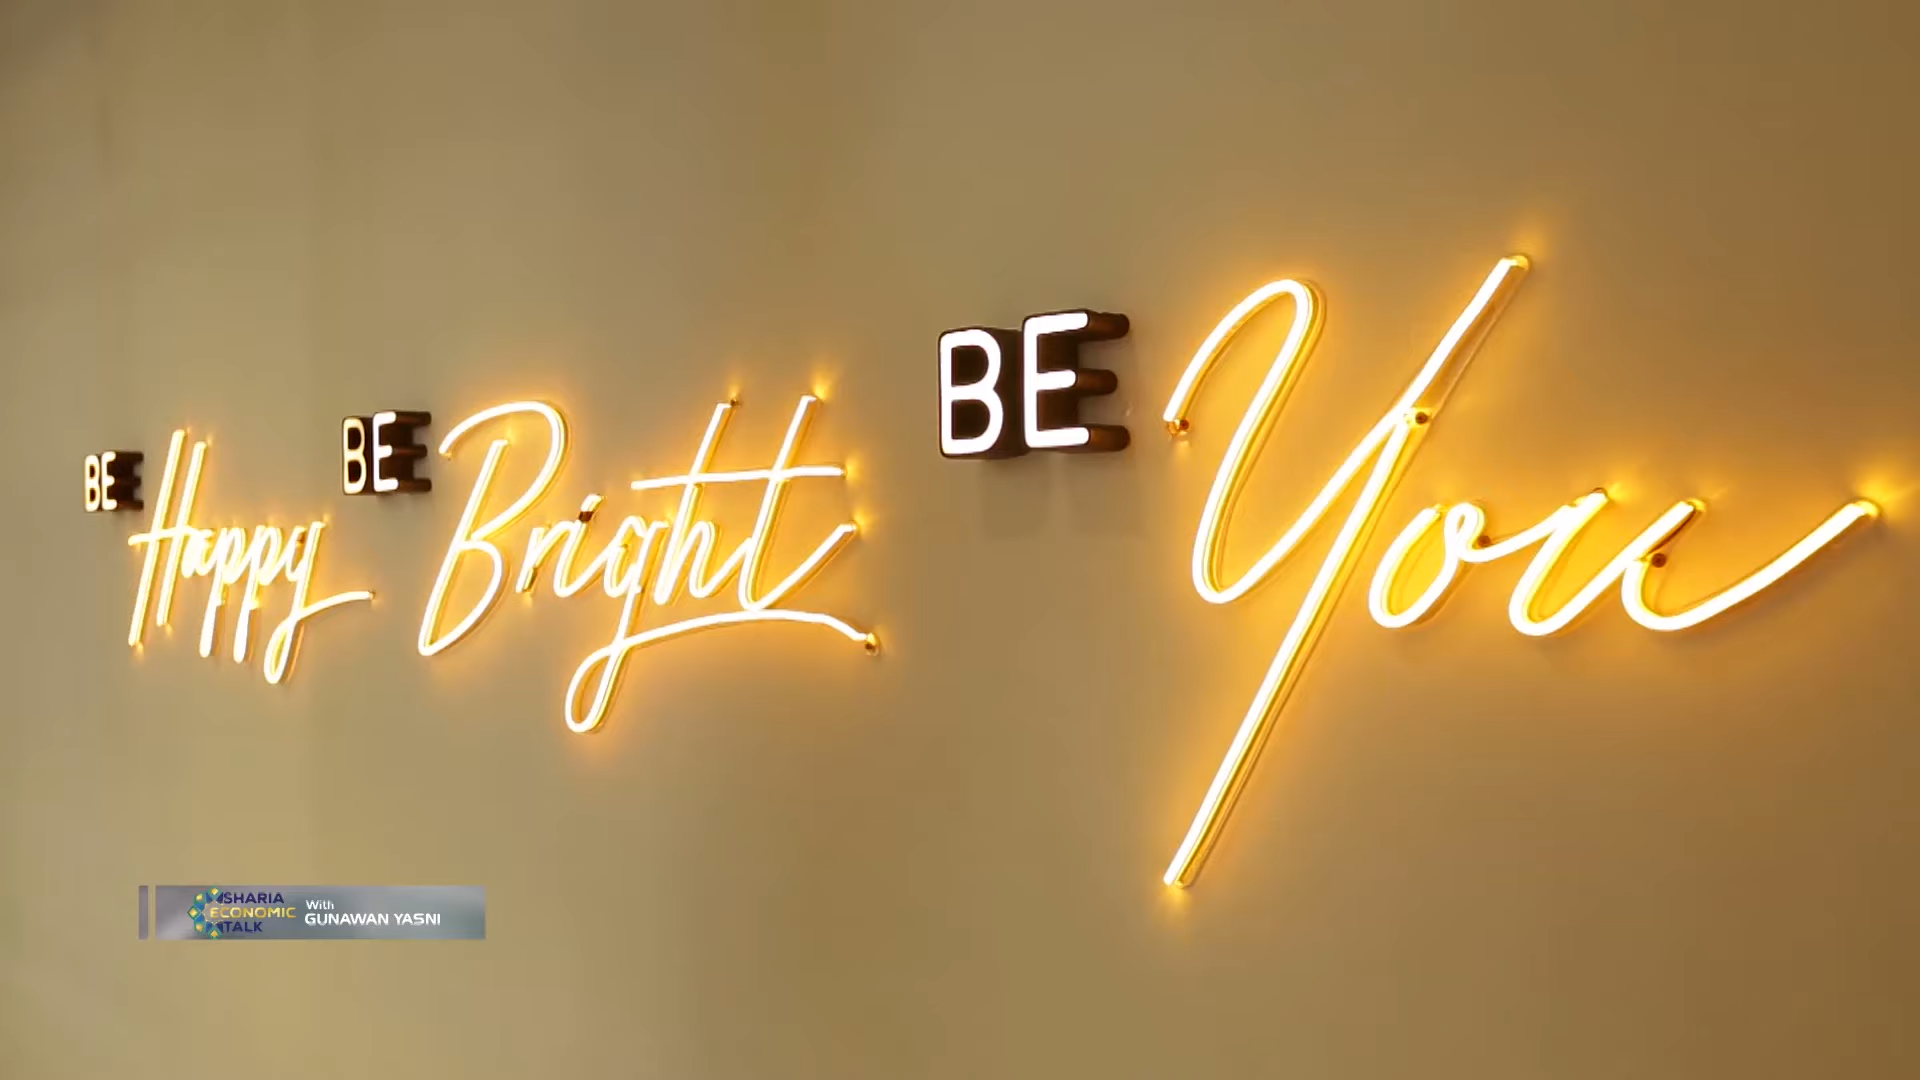 BE Happy BE Bright BE You
SHARIA
ECONOMIC
TALK
With
GUNAWAN YASNI